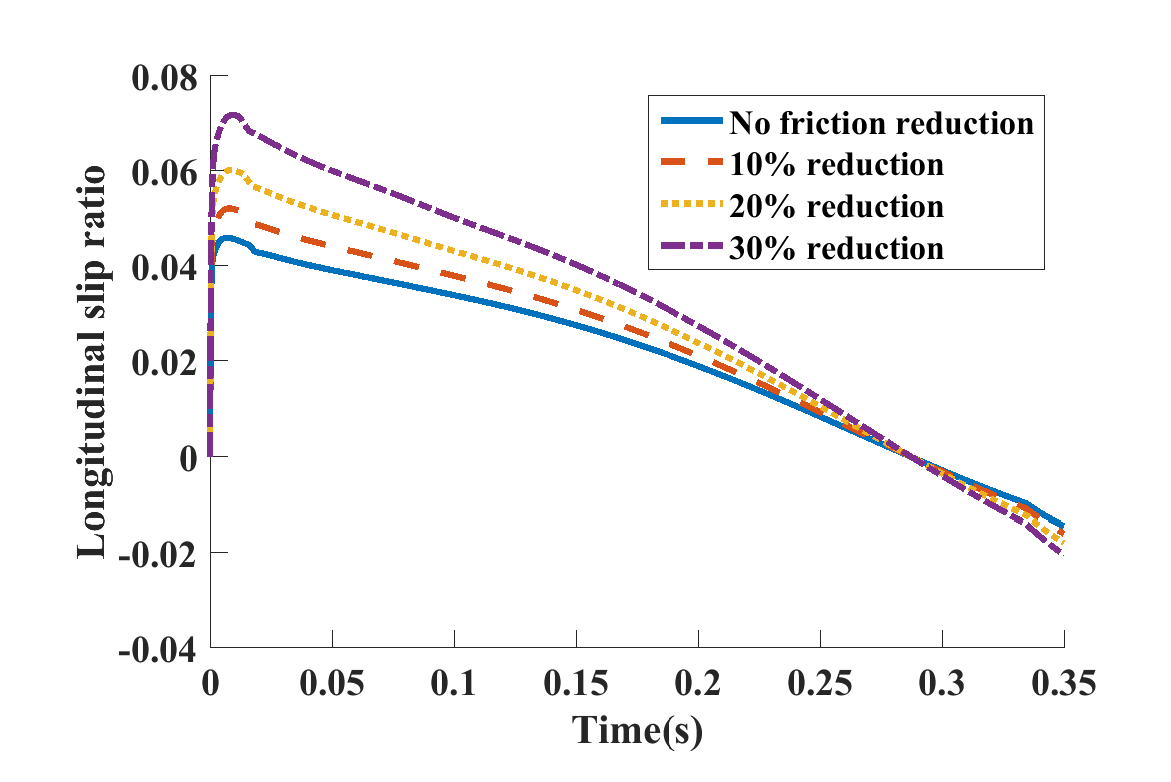 0.08
0.06
0.04
0.02
0
-0.02
-0.04
Longitudinal slip ratio
No friction reduction
10% reduction
20% reduction
30% reduction
0 0.05 0.1 0.15 0.2 0.25 0.3 0.35
Time(s)